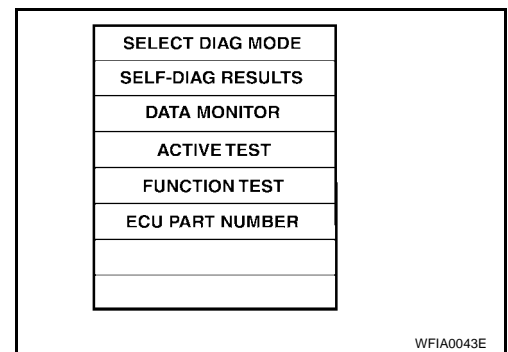 SELECT DIAG MODE
SELF-DIAG RESULTS
DATA MONITOR
ACTIVE TEST
FUNCTION TEST
ECU PART NUMBER
WFIA0043E